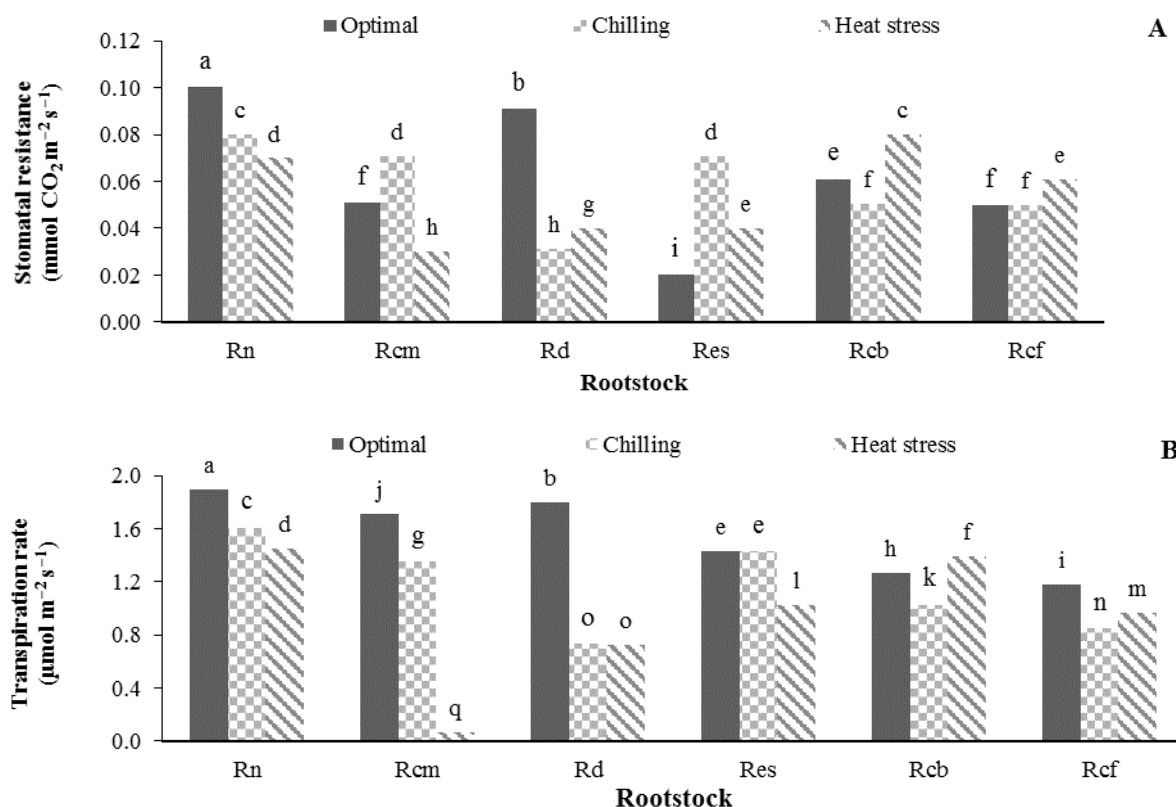 Optimal Chilling Heat stress A
Stomatal resistance
(mmol CO₂ m⁻² s⁻¹)
0.12
0.10
0.08
0.06
0.04
0.02
0.00
a c d f d h b h g i d e e f c f f e
Rn Rcm Rd Res Rcb Rcf
Rootstock
Optimal Chilling Heat stress B
Transpiration rate
(µmol m⁻² s⁻¹)
2.0
1.6
1.2
0.8
0.4
0.0
a c d j g q b o o e e l h k f i n m
Rn Rcm Rd Res Rcb Rcf
Rootstock